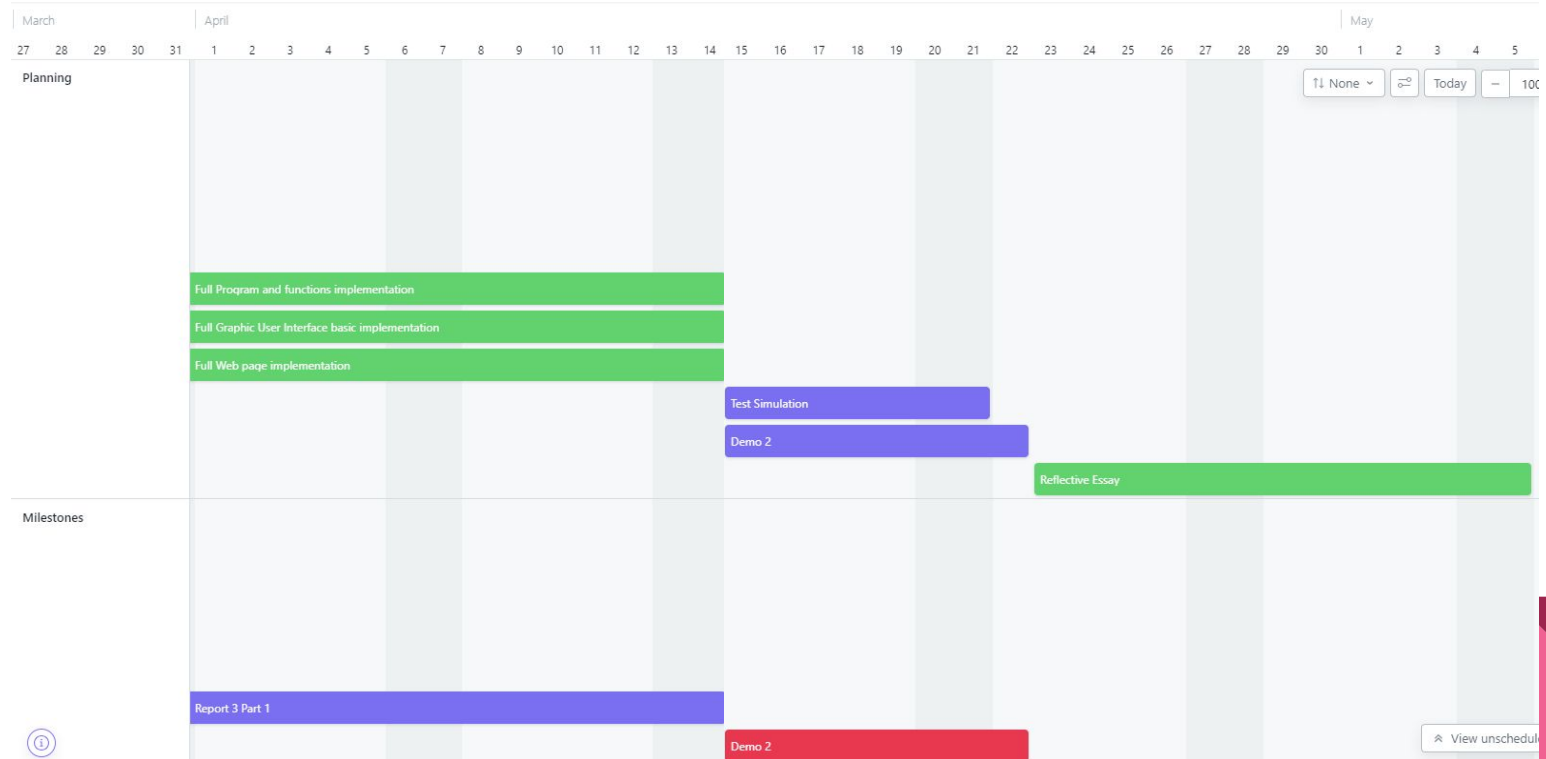 March April May
27 28 29 30 31 1 2 3 4 5 6 7 8 9 10 11 12 13 14 15 16 17 18 19 20 21 22 23 24 25 26 27 28 29 30 1 2 3 4 5
Planning
None Today − 100
Full Program and functions implementation
Full Graphic User Interface basic implementation
Full Web page implementation
Test Simulation
Demo 2
Reflective Essay
Milestones
Report 3 Part 1
View unschedul
Demo 2